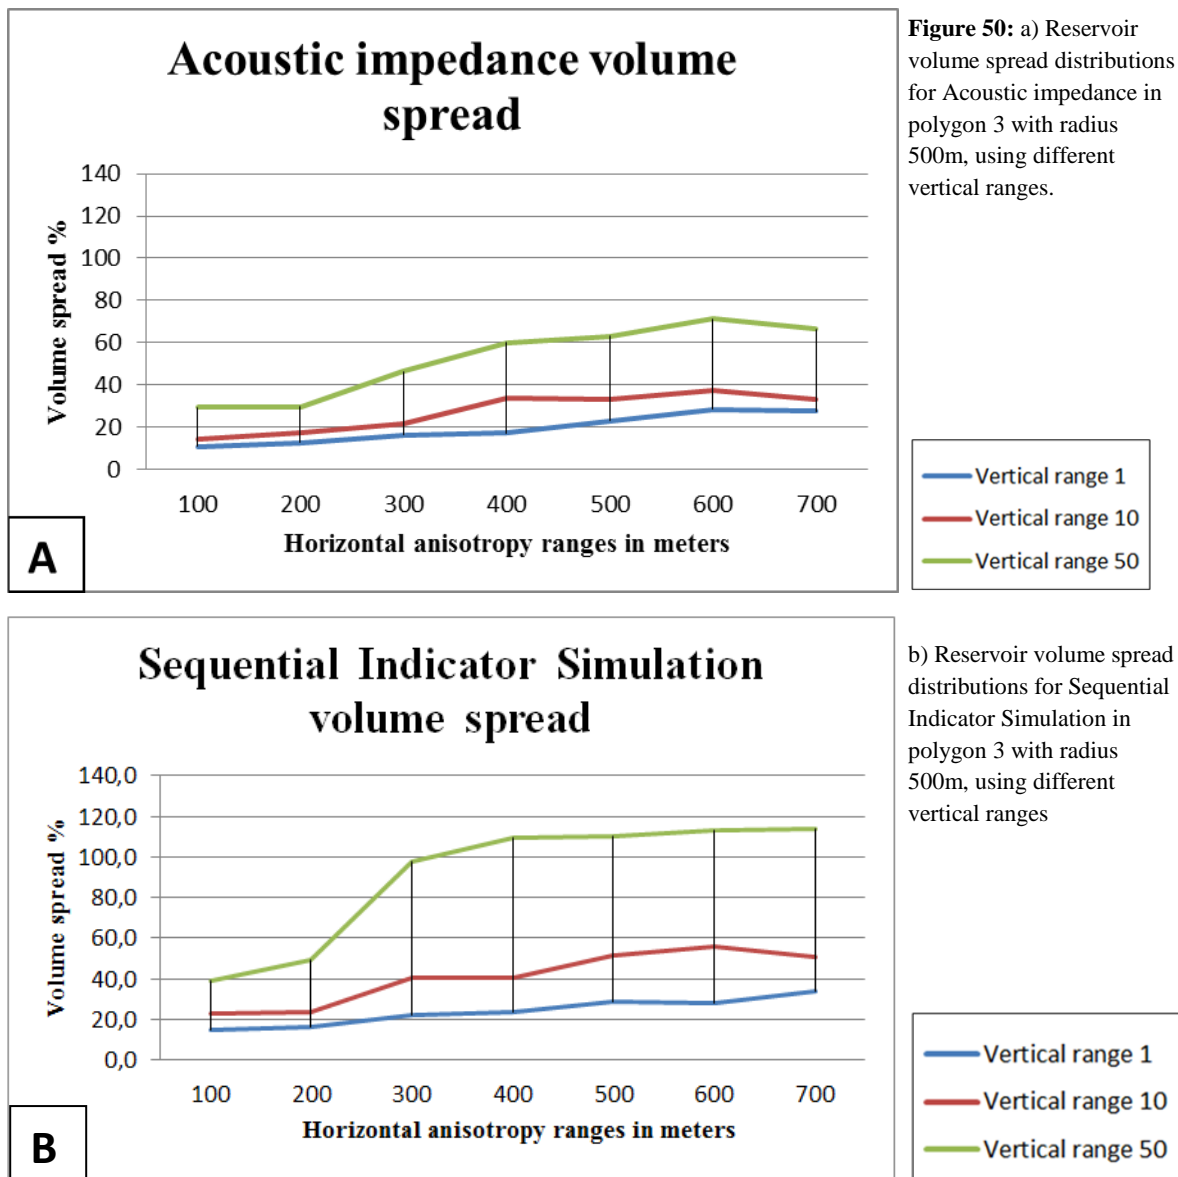 Acoustic impedance volume
spread
Volume spread %
140
120
100
80
60
40
20
0
100 200 300 400 500 600 700
Horizontal anisotropy ranges in meters
A
Figure 50: a) Reservoir
volume spread distributions
for Acoustic impedance in
polygon 3 with radius
500m, using different
vertical ranges.
Vertical range 1
Vertical range 10
Vertical range 50
Sequential Indicator Simulation
volume spread
Volume spread %
140,0
120,0
100,0
80,0
60,0
40,0
20,0
0,0
100 200 300 400 500 600 700
Horizontal anisotropy ranges in meters
B
b) Reservoir volume spread
distributions for Sequential
Indicator Simulation in
polygon 3 with radius
500m, using different
vertical ranges
Vertical range 1
Vertical range 10
Vertical range 50